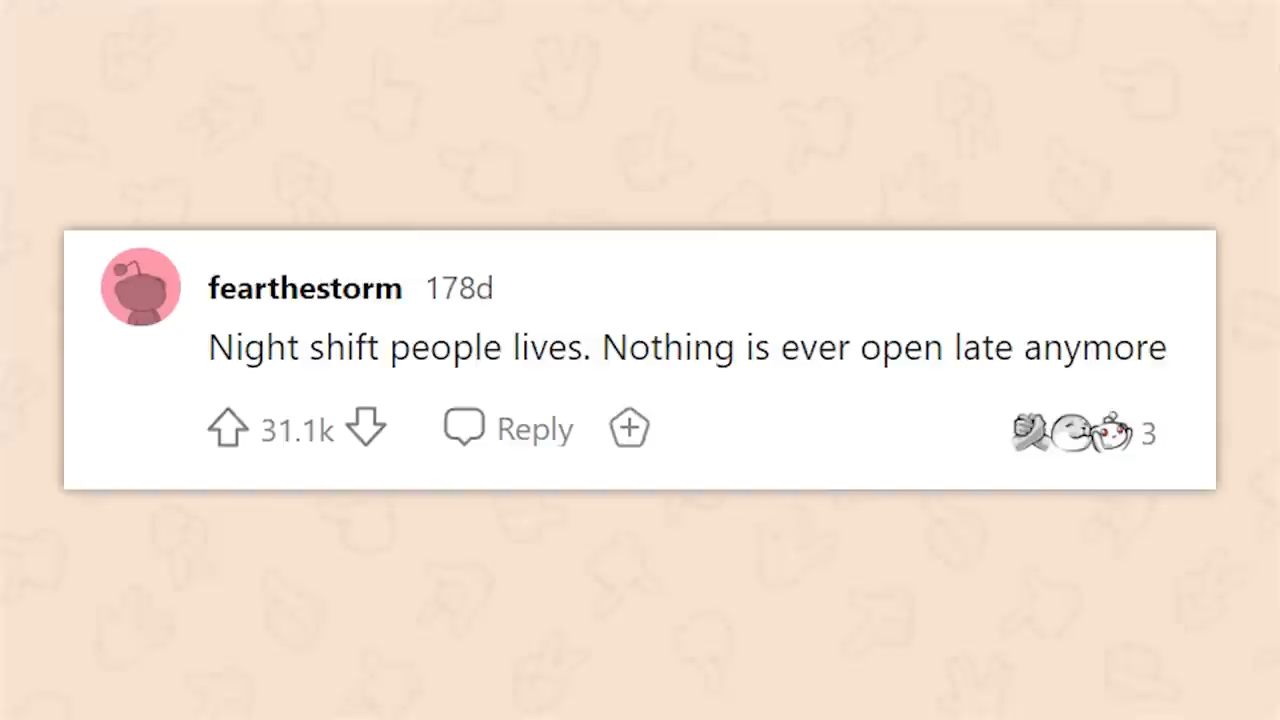 fearthestorm 178d
Night shift people lives. Nothing is ever open late anymore
31.1k Reply 3